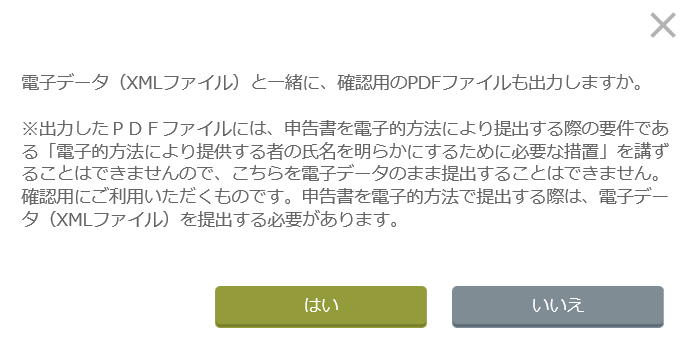 電子データ（XMLファイル）と一緒に、確認用のPDFファイルも出力しますか。
※出力したＰＤＦファイルには、申告書を電子的方法により提出する際の要件であ
る「電子的方法により提供する者の氏名を明らかにするために必要な措置」を講ず
ることはできませんので、こちらを電子データのまま提出することはできません。
確認用にご利用いただくものです。申告書を電子的方法で提出する際は、電子デー
タ（XMLファイル）を提出する必要があります。
はい
いいえ